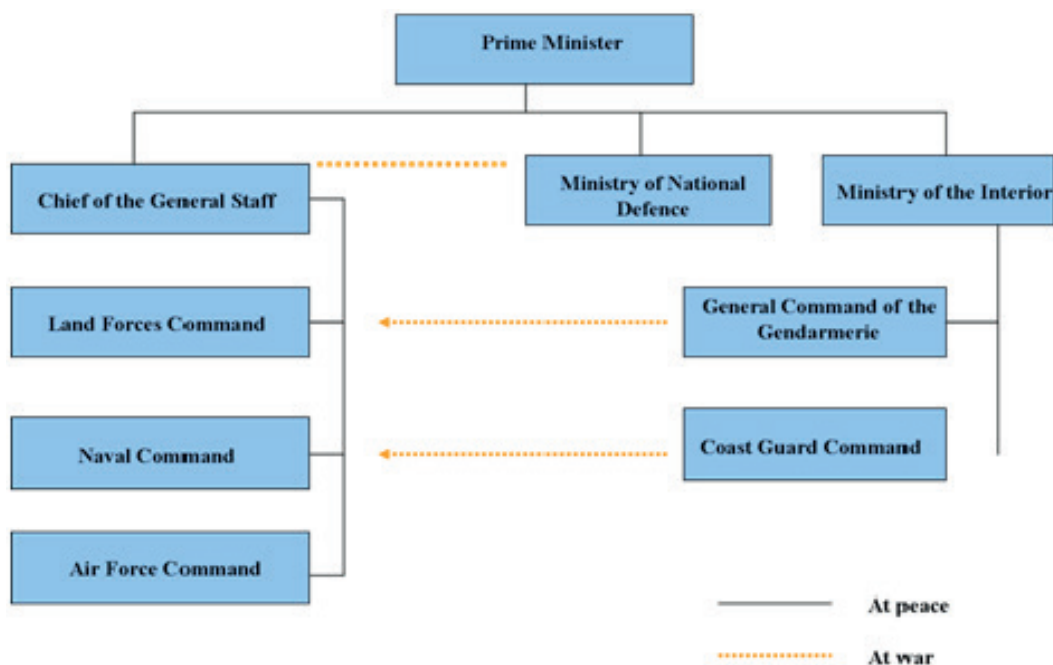 Prime Minister
Chief of the General Staff
Ministry of National
Defence
Ministry of the Interior
Land Forces Command
General Command of the
Gendarmerie
Naval Command
Coast Guard Command
Air Force Command
At peace
At war